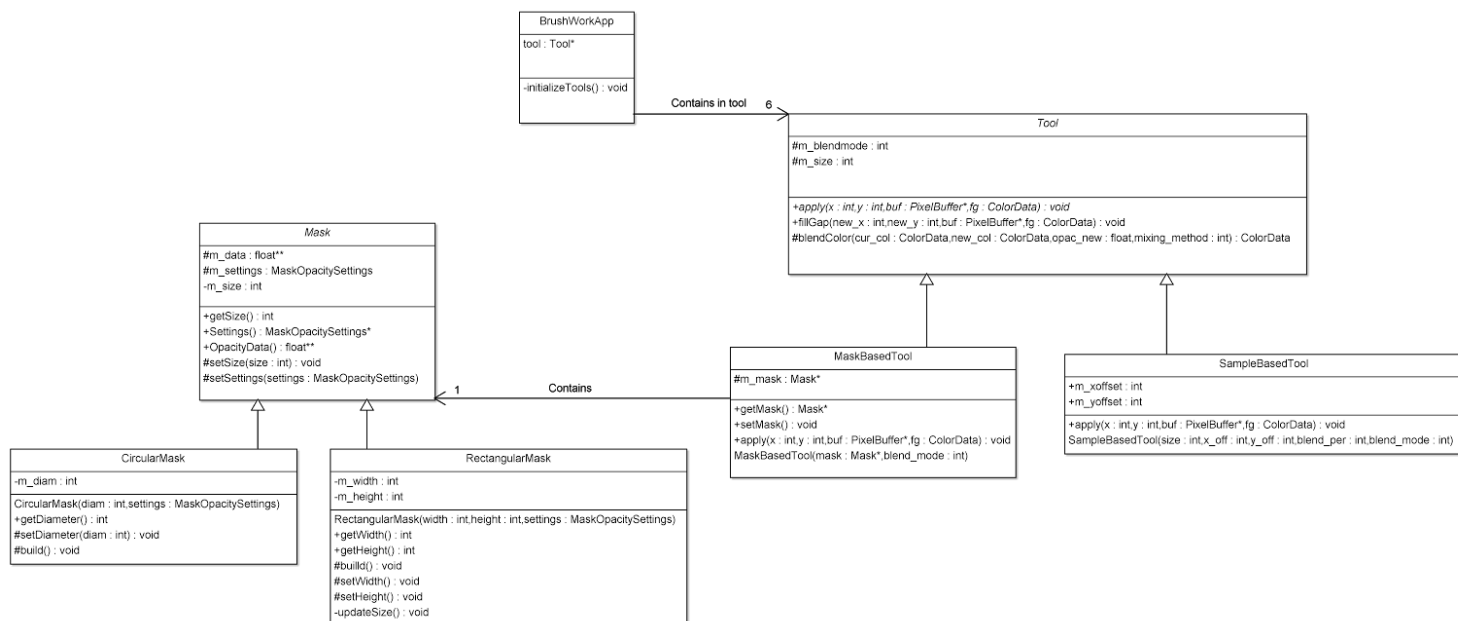 BrushWorkApp
tool : Tool*
-initializeTools() : void
Contains in tool
6
Tool
#m_blendmode : int
#m_size : int
+apply(x : int,y : int,buf : PixelBuffer*,fg : ColorData) : void
+fillGap(new_x : int,new_y : int,buf : PixelBuffer*,fg : ColorData) : void
#blendColor(cur_col : ColorData,new_col : ColorData,opac_new : float,mixing_method : int) : ColorData
Mask
#m_data : float**
#m_settings : MaskOpacitySettings
-m_size : int
+getSize() : int
+Settings() : MaskOpacitySettings*
+OpacityData() : float**
#setSize(size : int) : void
#setSettings(settings : MaskOpacitySettings)
1
Contains
MaskBasedTool
#m_mask : Mask*
+getMask() : Mask*
+setMask() : void
+apply(x : int,y : int,buf : PixelBuffer*,fg : ColorData) : void
MaskBasedTool(mask : Mask*,blend_mode : int)
SampleBasedTool
+m_xoffset : int
+m_yoffset : int
+apply(x : int,y : int,buf : PixelBuffer*,fg : ColorData) : void
SampleBasedTool(size : int,x_off : int,y_off : int,blend_per : int,blend_mode : int)
CircularMask
-m_diam : int
CircularMask(diam : int,settings : MaskOpacitySettings)
+getDiameter() : int
#setDiameter(diam : int) : void
#build() : void
RectangularMask
-m_width : int
-m_height : int
RectangularMask(width : int,height : int,settings : MaskOpacitySettings)
+getWidth() : int
+getHeight() : int
#builld() : void
#setWidth() : void
#setHeight() : void
-updateSize() : void